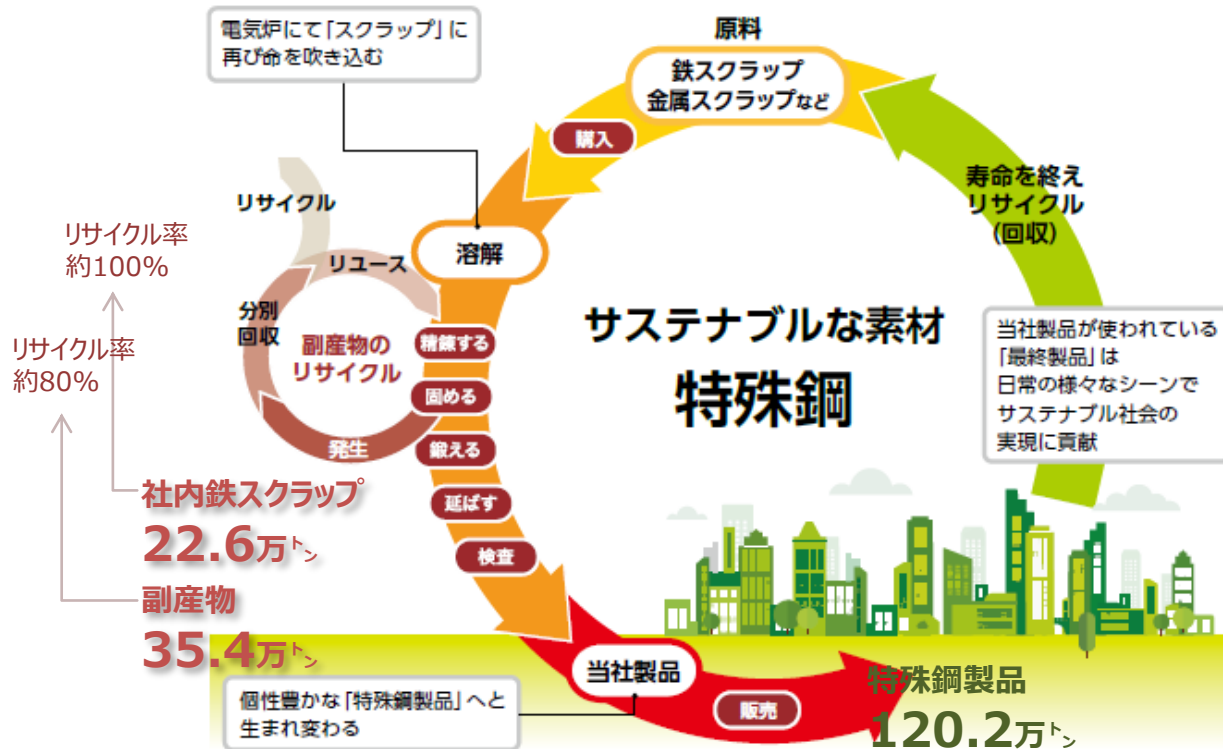 電気炉にて「スクラップ」に
再び命を吹き込む
原料
鉄スクラップ
金属スクラップなど
購入
寿命を終え
リサイクル
(回収)
リサイクル
リサイクル率
約100%
溶解
リユース
分別
回収
副産物の
リサイクル
発生
リサイクル率
約80%
精錬する
固める
鍛える
延ばす
検査
サステナブルな素材
特殊鋼
当社製品が使われている
「最終製品」は
日常の様々なシーンで
サステナブル社会の
実現に貢献
社内鉄スクラップ
22.6万トン
副産物
35.4万トン
当社製品
個性豊かな「特殊鋼製品」へと
生まれ変わる
販売
特殊鋼製品
120.2万トン